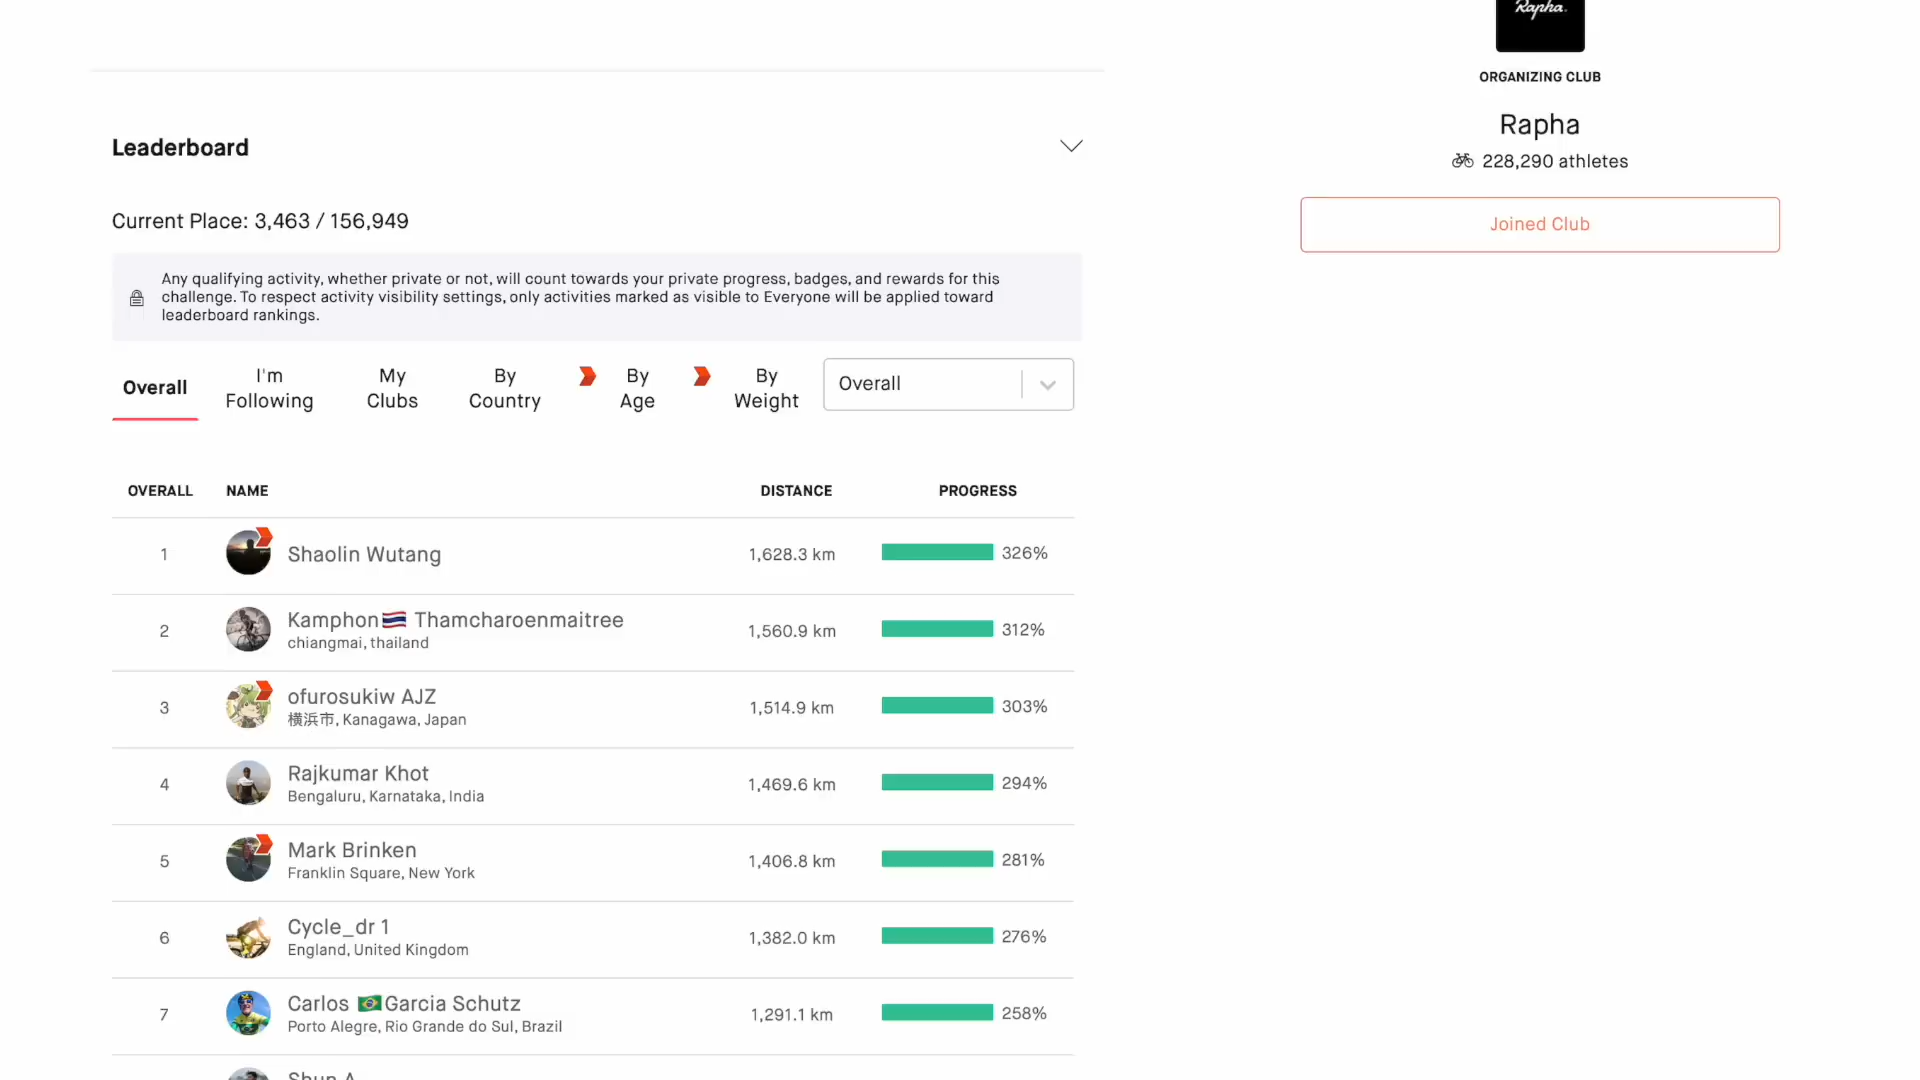 Rapha.
ORGANIZING CLUB
Rapha
228,290 athletes
Joined Club
Leaderboard
Current Place: 3,463 / 156,949
Any qualifying activity, whether private or not, will count towards your private progress, badges, and rewards for this
challenge. To respect activity visibility settings, only activities marked as visible to Everyone will be applied toward
leaderboard rankings.
Overall
I'm
Following
My
Clubs
By
Country
By
Age
By
Weight
Overall
OVERALL NAME DISTANCE PROGRESS
1 Shaolin Wutang 1,628.3 km 326%
2 Kamphon🇹🇭 Thamcharoenmaitree 1,560.9 km 312%
chiangmai, thailand
3 ofurosukiw AJZ 1,514.9 km 303%
横浜市, Kanagawa, Japan
4 Rajkumar Khot 1,469.6 km 294%
Bengaluru, Karnataka, India
5 Mark Brinken 1,406.8 km 281%
Franklin Square, New York
6 Cycle_dr 1 1,382.0 km 276%
England, United Kingdom
7 Carlos 🇧🇷Garcia Schutz 1,291.1 km 258%
Porto Alegre, Rio Grande do Sul, Brazil
Shun A